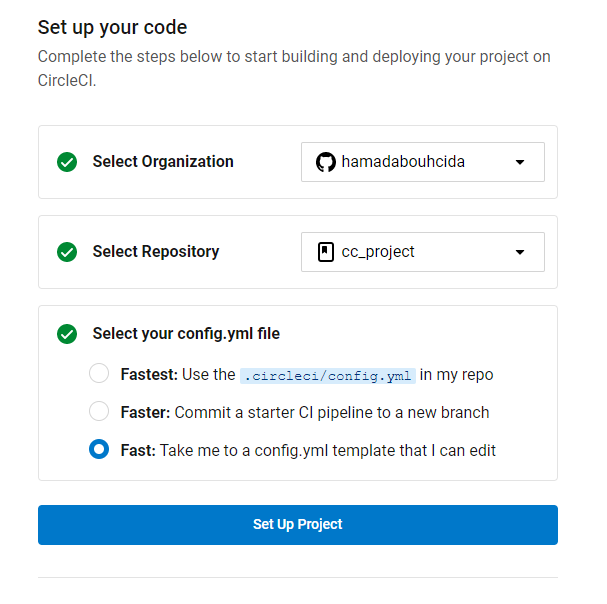 Set up your code
Complete the steps below to start building and deploying your project on
CircleCI.
Select Organization
hamadabouhcida
Select Repository
cc_project
Select your config.yml file
Fastest: Use the .circleci/config.yml in my repo
Faster: Commit a starter CI pipeline to a new branch
Fast: Take me to a config.yml template that I can edit
Set Up Project